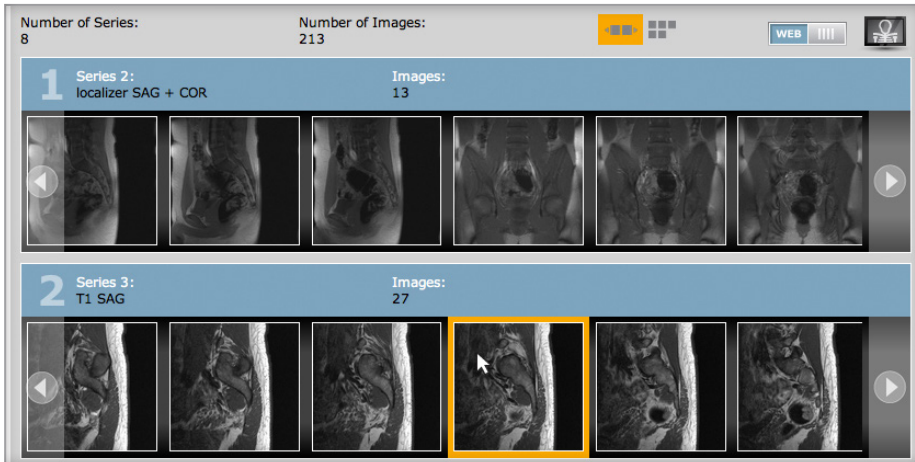 Number of Series:
8
Number of Images:
213
WEB
1
Series 2:
localizer SAG + COR
Images:
13
2
Series 3:
T1 SAG
Images:
27